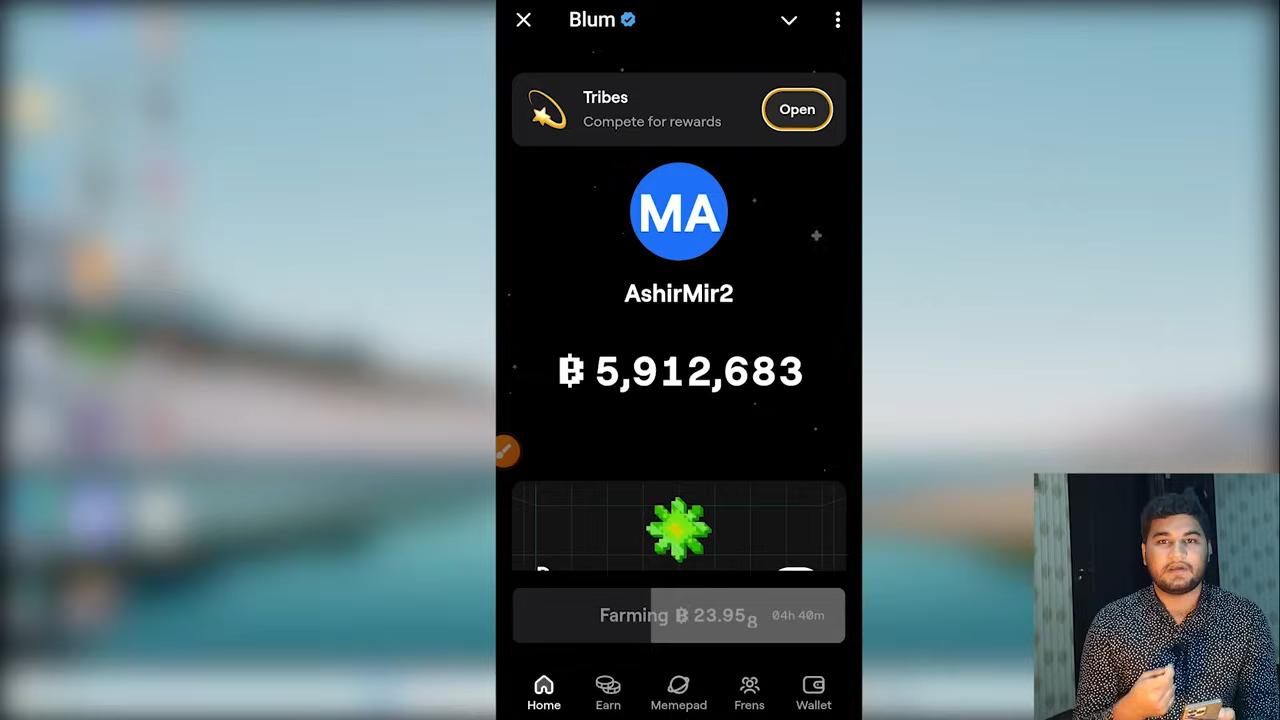 Blum
Tribes
Compete for rewards
Open
MA
AshirMir2
5,912,683
Farming 23.958 04h 40m
Home
Earn
Memepad
Frens
Wallet